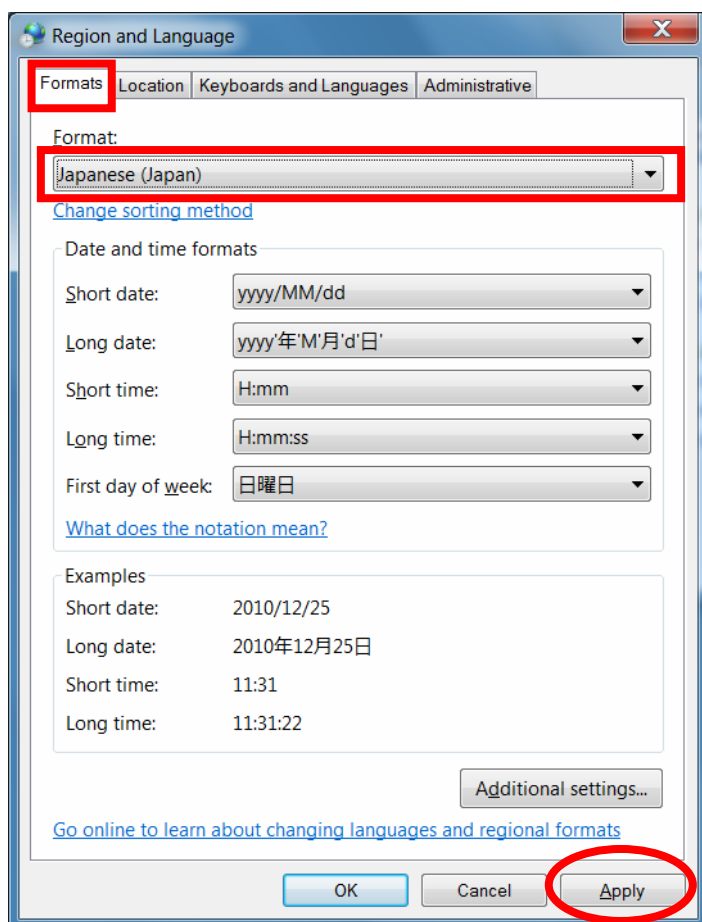 Region and Language
Formats Location Keyboards and Languages Administrative
Format:
Japanese (Japan)
Change sorting method
Date and time formats
Short date: yyyy/MM/dd
Long date: yyyy'年'M'月'd'日'
Short time: H:mm
Long time: H:mm:ss
First day of week: 日曜日
What does the notation mean?
Examples
Short date: 2010/12/25
Long date: 2010年12月25日
Short time: 11:31
Long time: 11:31:22
Additional settings...
Go online to learn about changing languages and regional formats
OK Cancel Apply